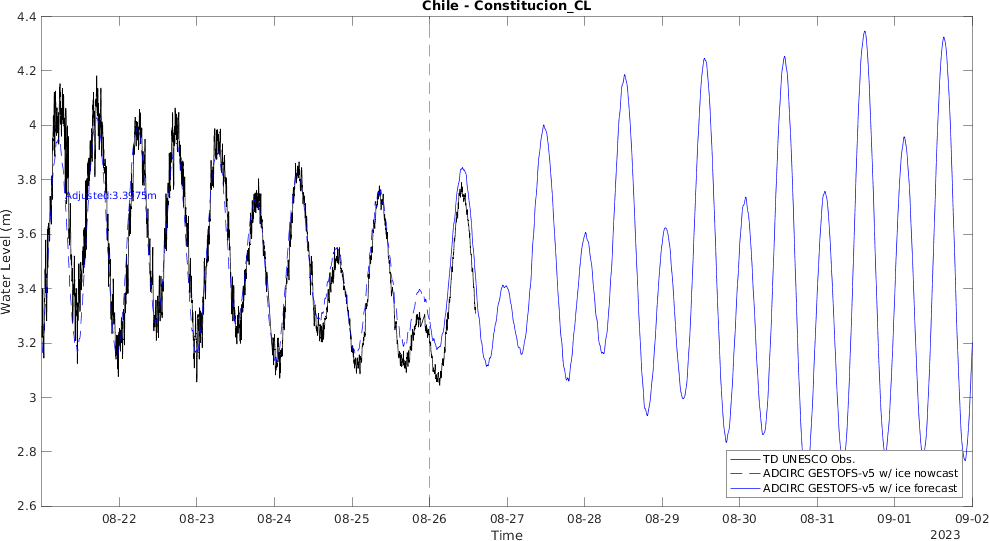 Chile - Constitucion_CL
4.4
4.2
4
3.8
3.6
3.4
3.2
3
2.8
2.6
Water Level (m)
Adjusted:3.3975m
TD UNESCO Obs.
ADCIRC GESTOFS-v5 w/ ice nowcast
ADCIRC GESTOFS-v5 w/ ice forecast
08-22 08-23 08-24 08-25 08-26 08-27 08-28 08-29 08-30 08-31 09-01 09-02
Time
2023